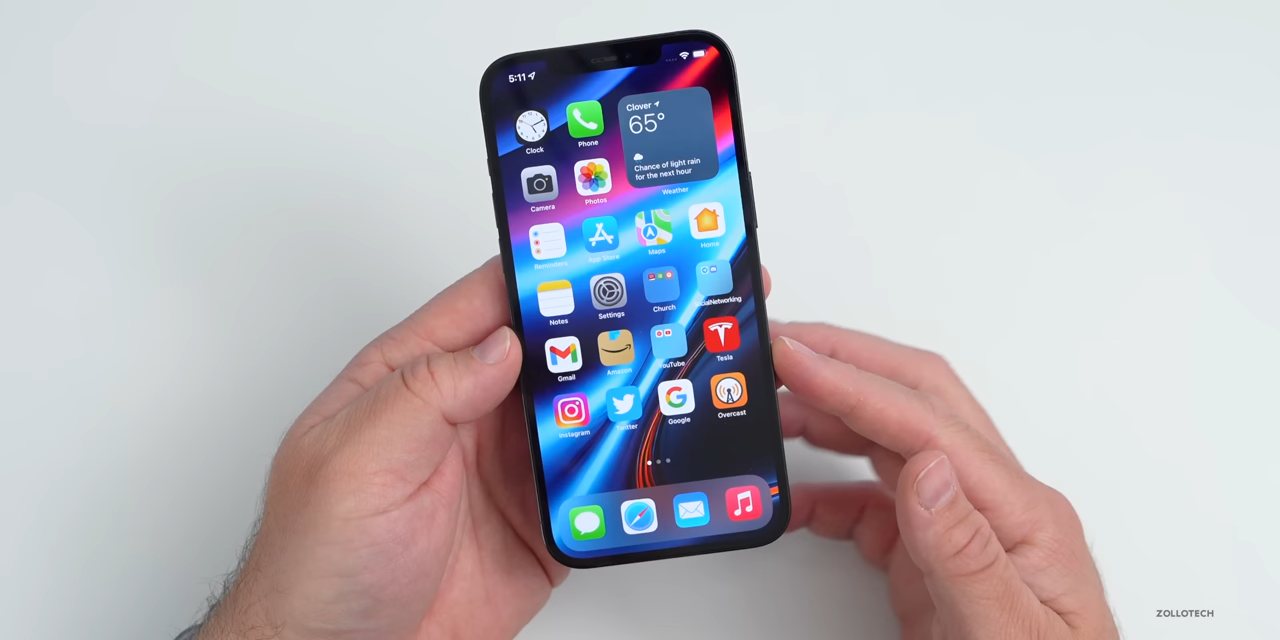 5:11
Clover
65°
Chance of light rain
for the next hour
Weather
Clock
Phone
Camera
Photos
Reminders
App Store
Maps
Home
Notes
Settings
Church
Gmail
Amazon
YouTube
Tesla
Instagram
Twitter
Google
Overcast
ZOLLOTECH